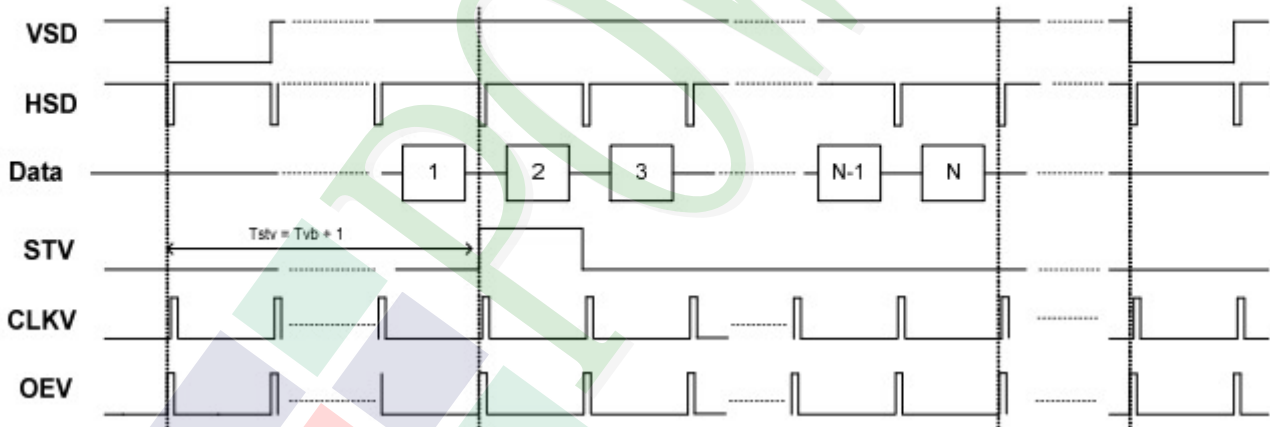 VSD
HSD
Data 1 2 3 N-1 N
Tstv = Tvb + 1
STV
CLKV
OEV